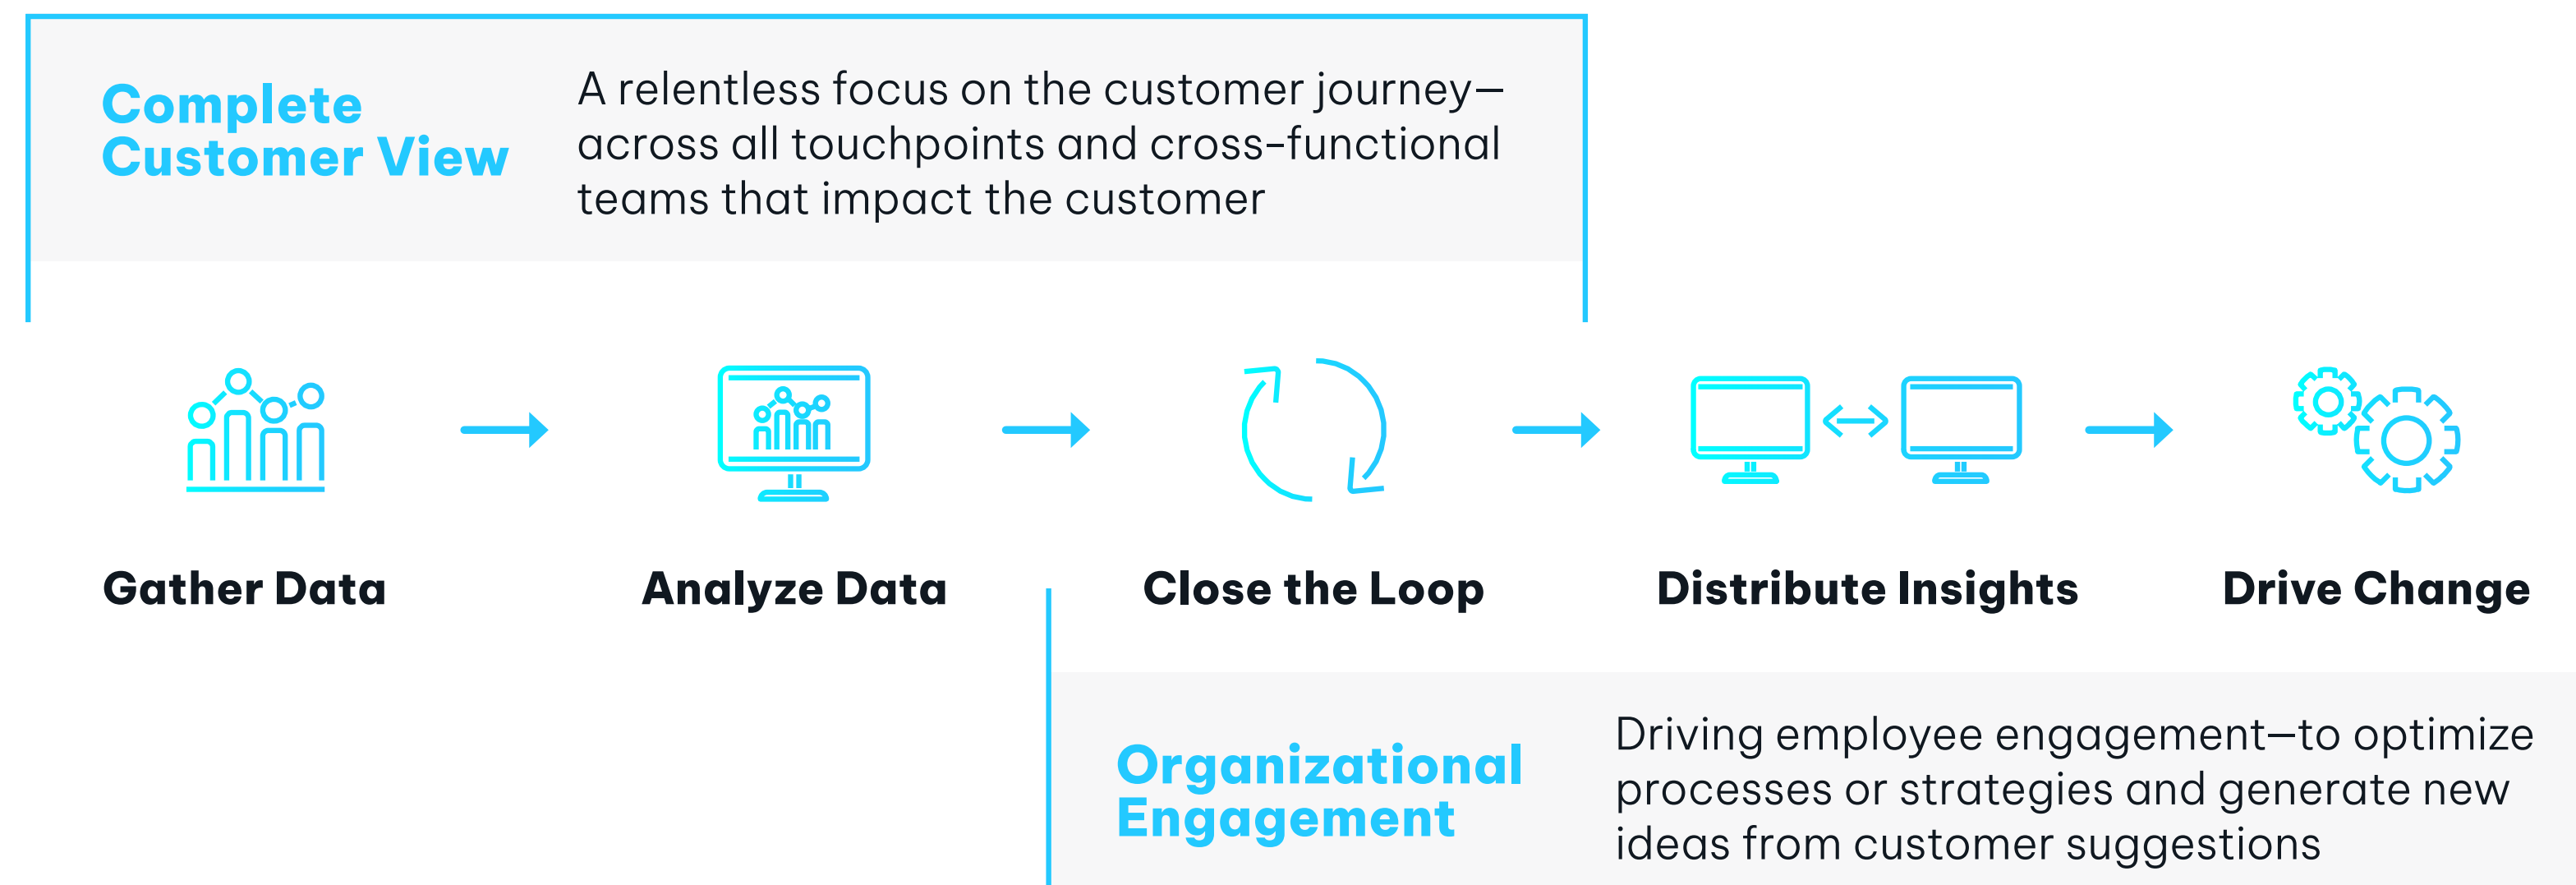 Complete
Customer View
A relentless focus on the customer journey—
across all touchpoints and cross-functional
teams that impact the customer
Gather Data
Analyze Data
Close the Loop
Distribute Insights
Drive Change
Organizational
Engagement
Driving employee engagement—to optimize
processes or strategies and generate new
ideas from customer suggestions